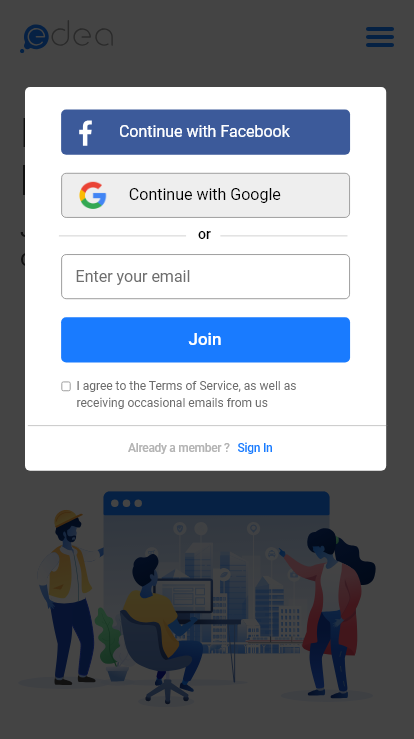 edea
Continue with Facebook
Continue with Google
or
Enter your email
Join
I agree to the Terms of Service, as well as
receiving occasional emails from us
Already a member ? Sign In